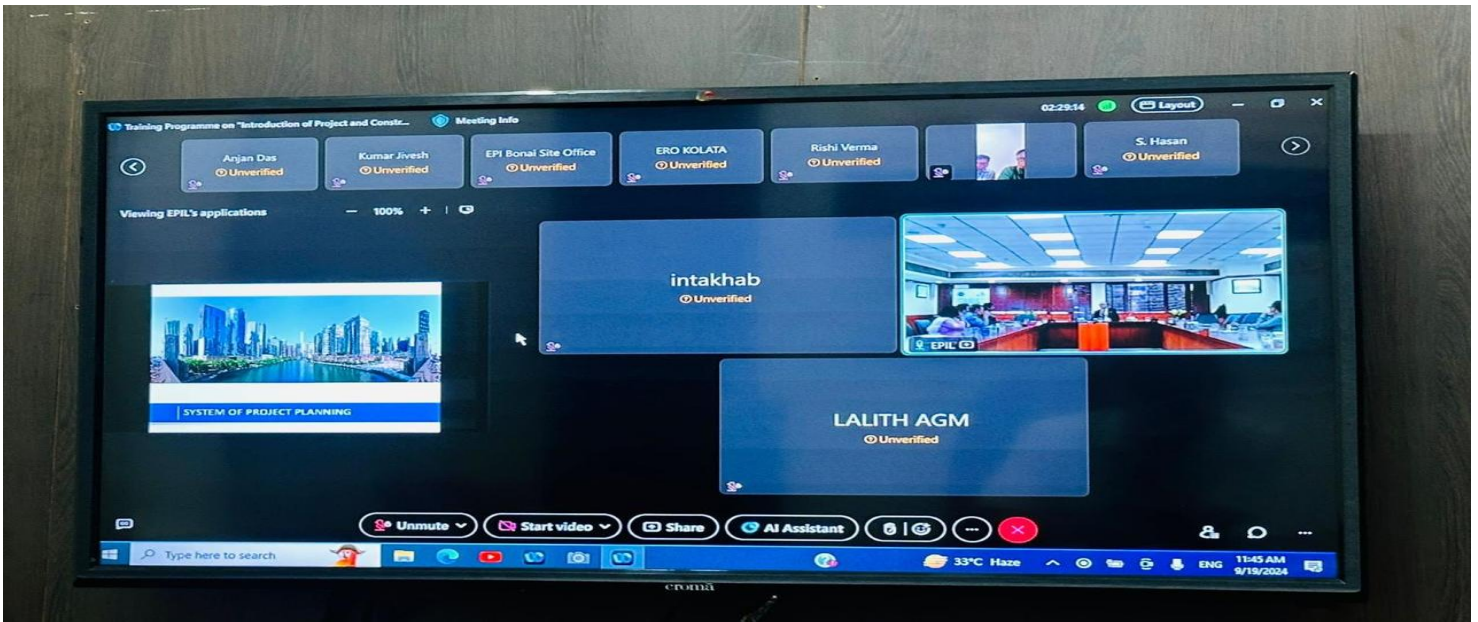 Training Programme on "Introduction of Project and Constr...
Meeting Info
02:29:14
Layout
Anjan Das
Unverified
Kumar Jivesh
Unverified
EPI Bonai Site Office
Unverified
ERO KOLATA
Unverified
Rishi Verma
Unverified
S. Hasan
Unverified
Viewing EPIL's applications
100%
intakhab
Unverified
EPIL
SYSTEM OF PROJECT PLANNING
LALITH AGM
Unverified
Unmute
Start video
Share
AI Assistant
Type here to search
33°C Haze
ENG
11:45 AM
9/19/2024
croma